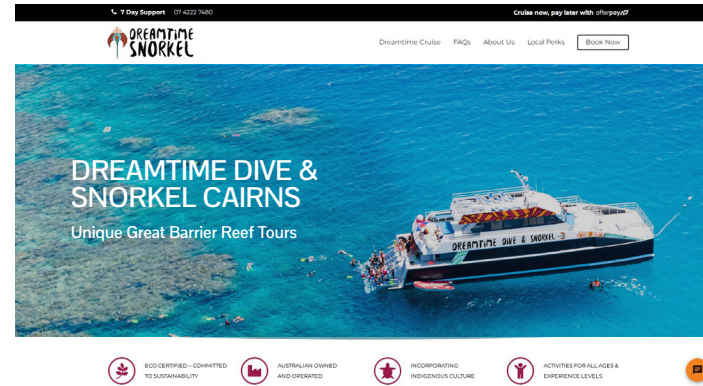 7 Day Support 07 4222 7480
Cruise now, pay later with afterpay
DREAMTIME
SNORKEL
Dreamtime Cruise FAQs About Us Local Perks Book Now
DREAMTIME DIVE &
SNORKEL CAIRNS
Unique Great Barrier Reef Tours
DREAMTIME DIVE & SNORKEL
ECO CERTIFIED – COMMITTED
TO SUSTAINABILITY
AUSTRALIAN OWNED
AND OPERATED
INCORPORATING
INDIGENOUS CULTURE
ACTIVITIES FOR ALL AGES &
EXPERIENCE LEVELS